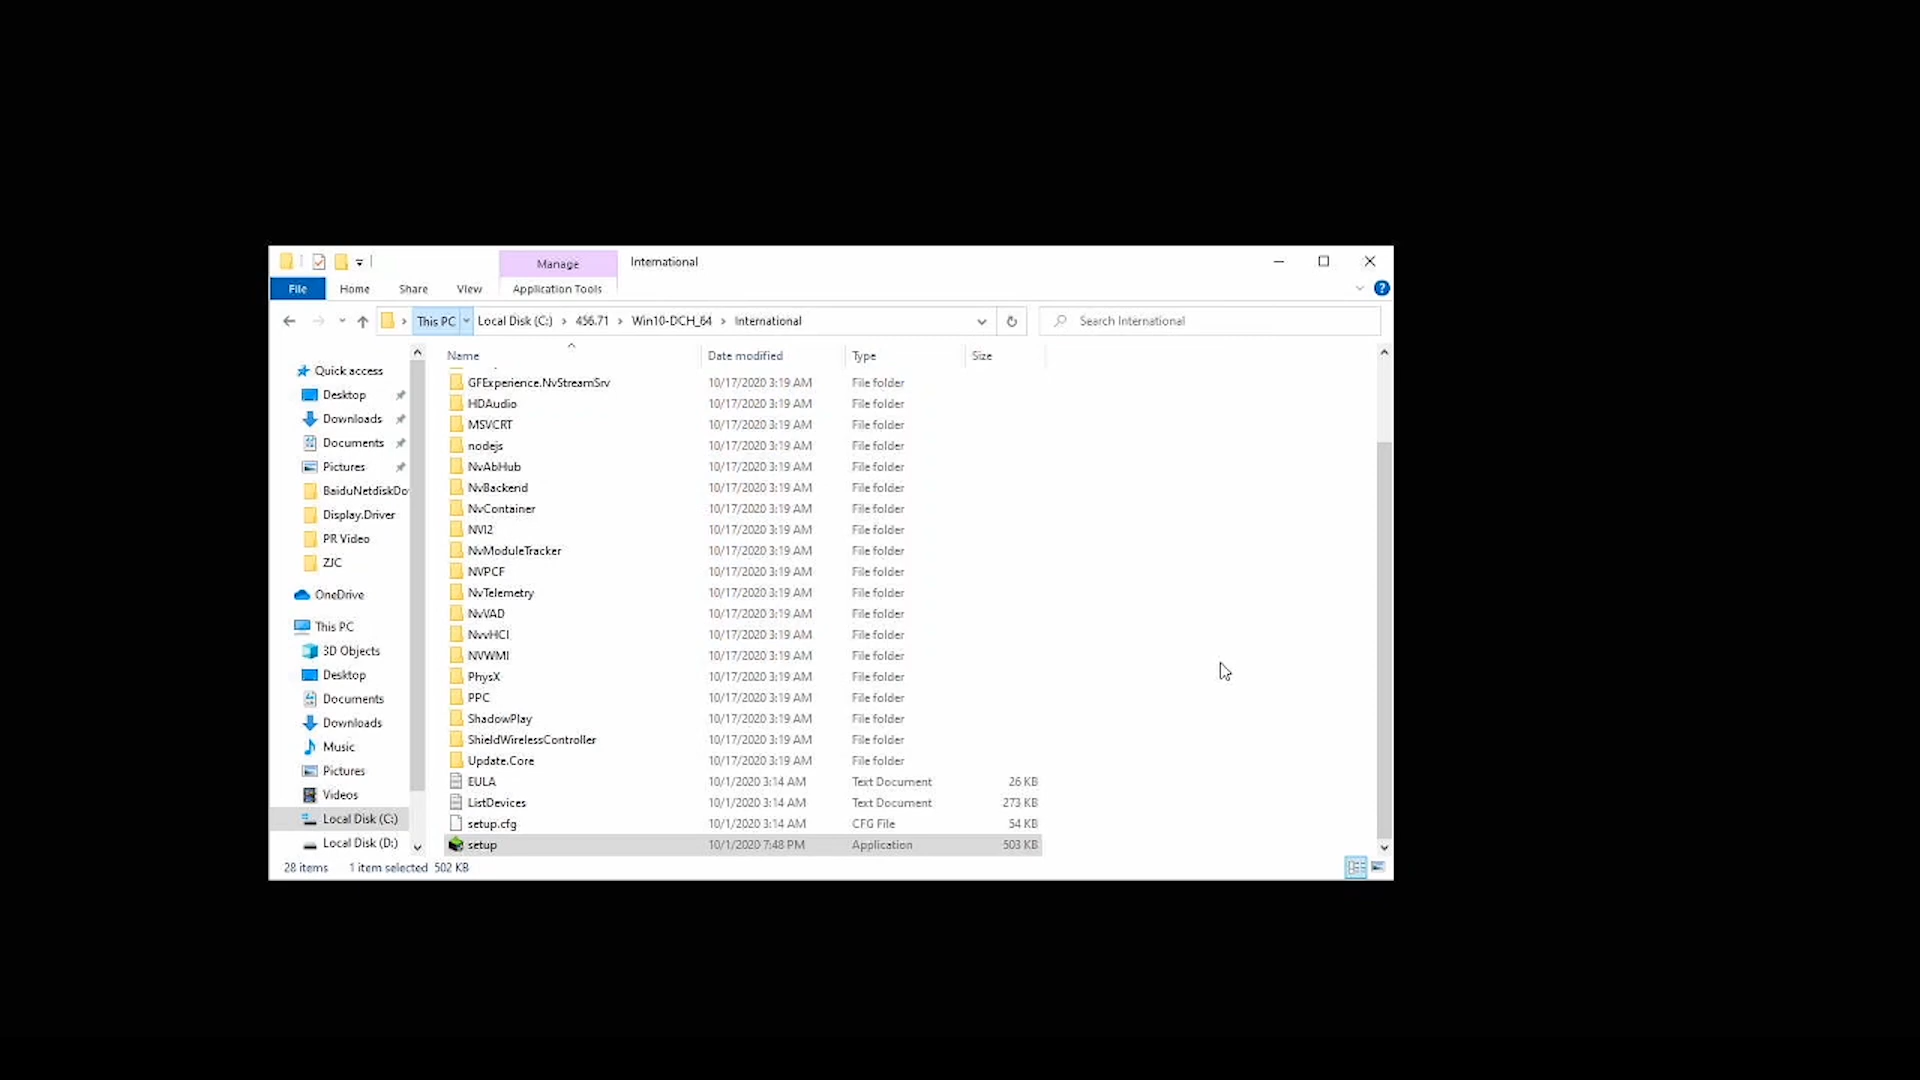 Manage
International
File
Home
Share
View
Application Tools
This PC
Local Disk (C:)
456.71
Win10-DCH_64
International
Search International
Quick access
Desktop
Downloads
Documents
Pictures
BaiduNetdiskDo
Display.Driver
PR Video
ZJC
OneDrive
This PC
3D Objects
Desktop
Documents
Downloads
Music
Pictures
Videos
Local Disk (C:)
Local Disk (D:)
Name Date modified Type Size
GFExperience.NvStreamSrv 10/17/2020 3:19 AM File folder
HDAudio 10/17/2020 3:19 AM File folder
MSVCRT 10/17/2020 3:19 AM File folder
nodejs 10/17/2020 3:19 AM File folder
NvAbHub 10/17/2020 3:19 AM File folder
NvBackend 10/17/2020 3:19 AM File folder
NvContainer 10/17/2020 3:19 AM File folder
NVI2 10/17/2020 3:19 AM File folder
NvModuleTracker 10/17/2020 3:19 AM File folder
NVPCF 10/17/2020 3:19 AM File folder
NvTelemetry 10/17/2020 3:19 AM File folder
NvVAD 10/17/2020 3:19 AM File folder
NvvHCI 10/17/2020 3:19 AM File folder
NVWMI 10/17/2020 3:19 AM File folder
PhysX 10/17/2020 3:19 AM File folder
PPC 10/17/2020 3:19 AM File folder
ShadowPlay 10/17/2020 3:19 AM File folder
ShieldWirelessController 10/17/2020 3:19 AM File folder
Update.Core 10/17/2020 3:19 AM File folder
EULA 10/1/2020 3:14 AM Text Document 26 KB
ListDevices 10/1/2020 3:14 AM Text Document 273 KB
setup.cfg 10/1/2020 3:14 AM CFG File 54 KB
setup 10/1/2020 7:48 PM Application 503 KB
28 items 1 item selected 502 KB